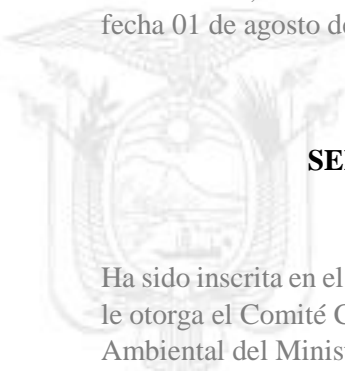 fecha 01 de agosto d
SE
Ha sido inscrita en el
le otorga el Comité
Ambiental del Minis